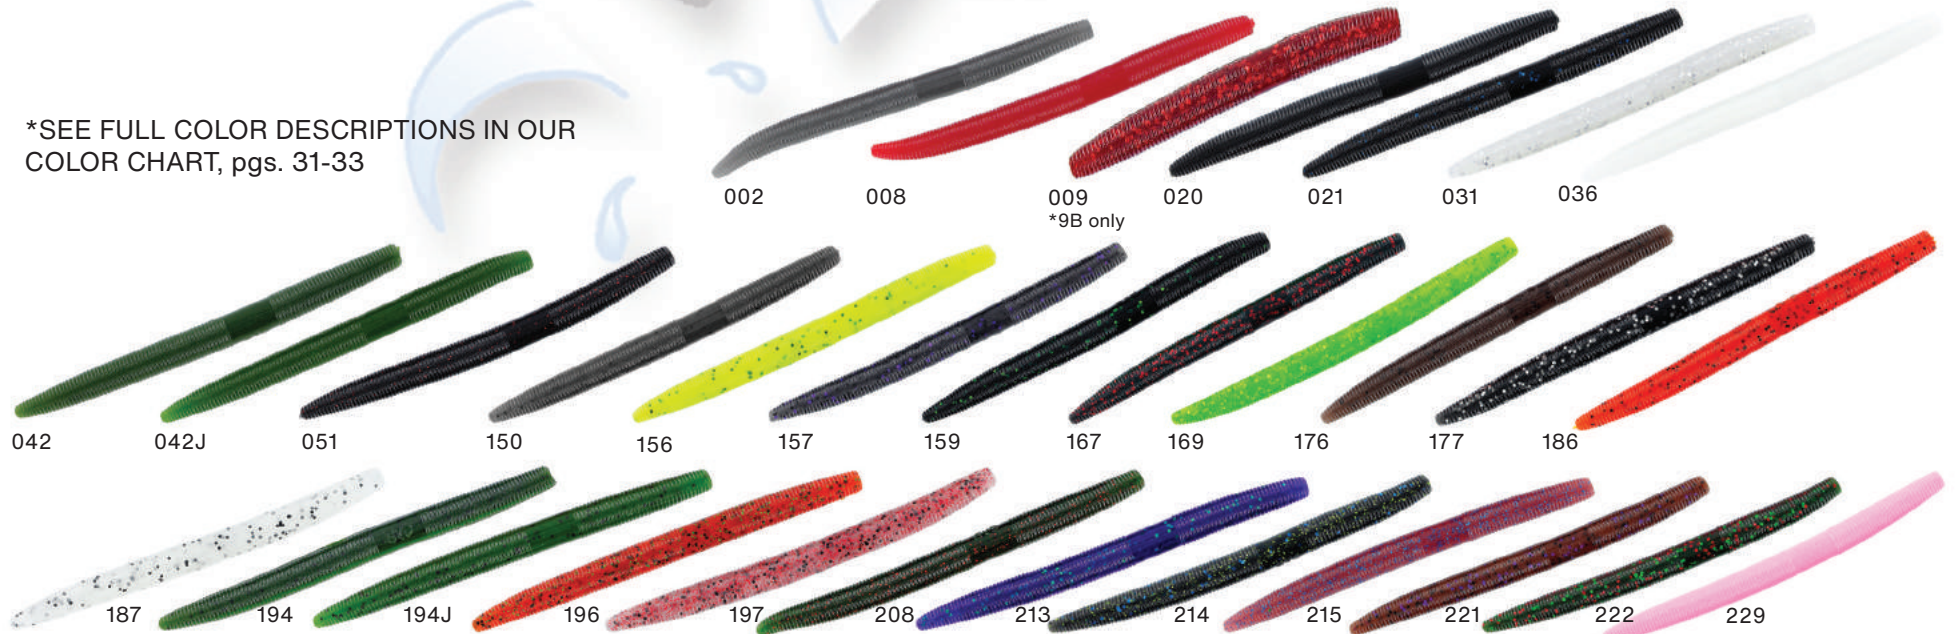 *SEE FULL COLOR DESCRIPTIONS IN OUR
COLOR CHART, pgs. 31-33
002 008 009 020 021 031 036
*9B only
042 042J 051 150 156 157 159 167 169 176 177 186
187 194 194J 196 197 208 213 214 215 221 222 229